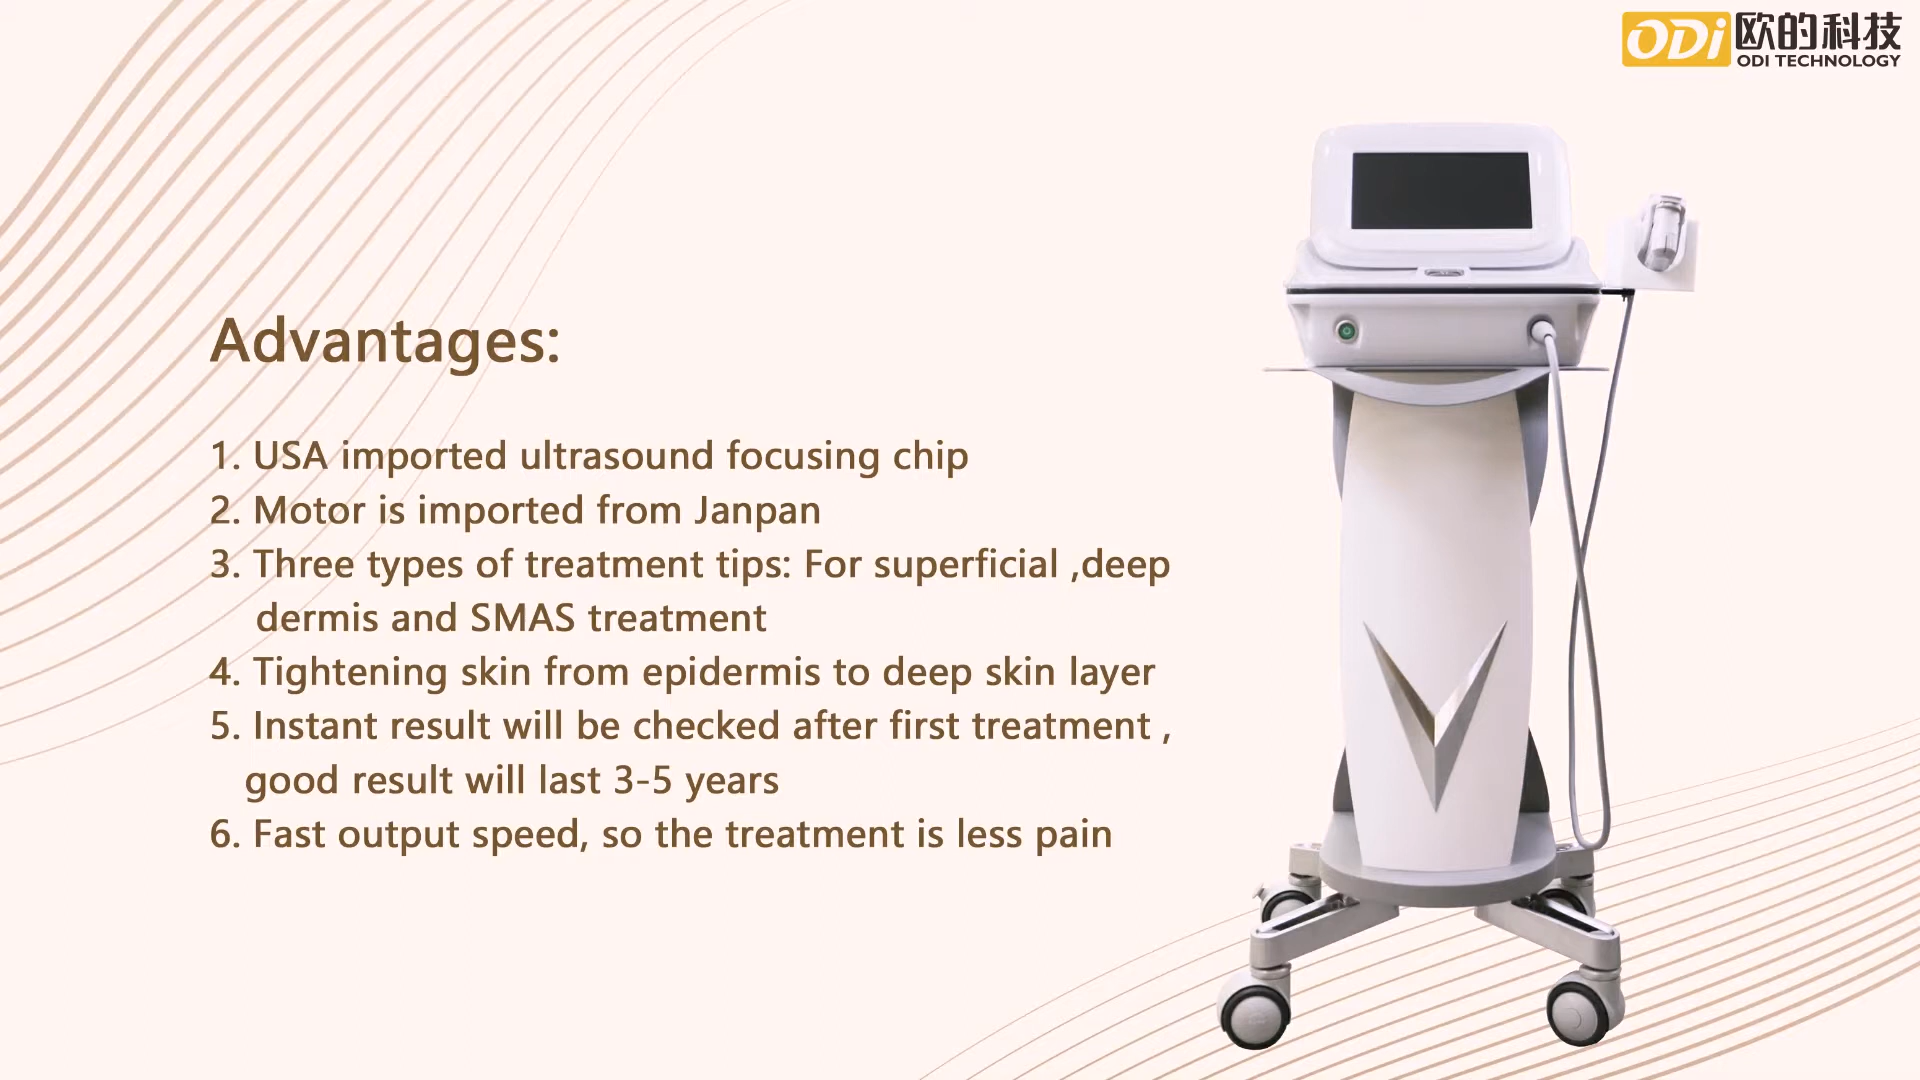 ODi 欧的科技
ODI TECHNOLOGY
Advantages:
1. USA imported ultrasound focusing chip
2. Motor is imported from Janpan
3. Three types of treatment tips: For superficial ,deep
dermis and SMAS treatment
4. Tightening skin from epidermis to deep skin layer
5. Instant result will be checked after first treatment ,
good result will last 3-5 years
6. Fast output speed, so the treatment is less pain